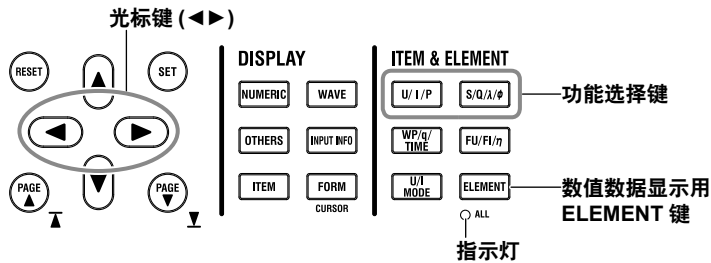 光标键 (◄►)
DISPLAY
ITEM & ELEMENT
RESET
SET
NUMERIC
WAVE
U/ I /P
S/Q/λ/ϕ
功能选择键
OTHERS
INPUT INFO
WP/q/
TIME
FU/FI/η
PAGE
PAGE
ITEM
FORM
CURSOR
U/I
MODE
ELEMENT
数值数据显示用
ELEMENT 键
ALL
指示灯